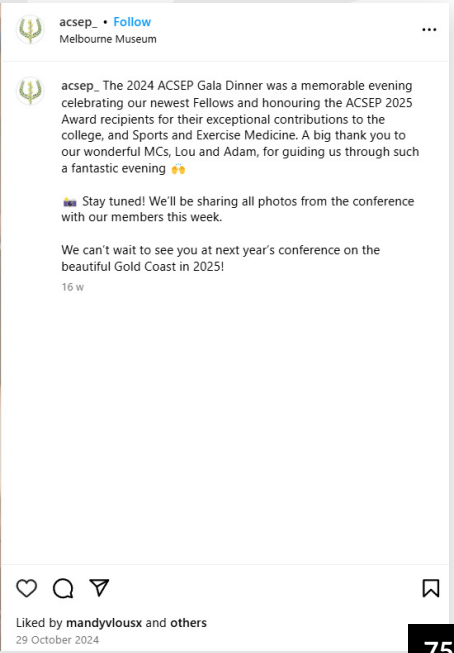 acsep_ • Follow
Melbourne Museum
acsep_ The 2024 ACSEP Gala Dinner was a memorable evening
celebrating our newest Fellows and honouring the ACSEP 2025
Award recipients for their exceptional contributions to the
college, and Sports and Exercise Medicine. A big thank you to
our wonderful MCs, Lou and Adam, for guiding us through such
a fantastic evening 🙌
📸 Stay tuned! We'll be sharing all photos from the conference
with our members this week.
We can't wait to see you at next year's conference on the
beautiful Gold Coast in 2025!
16 w
Liked by mandyvlousx and others
29 October 2024
75